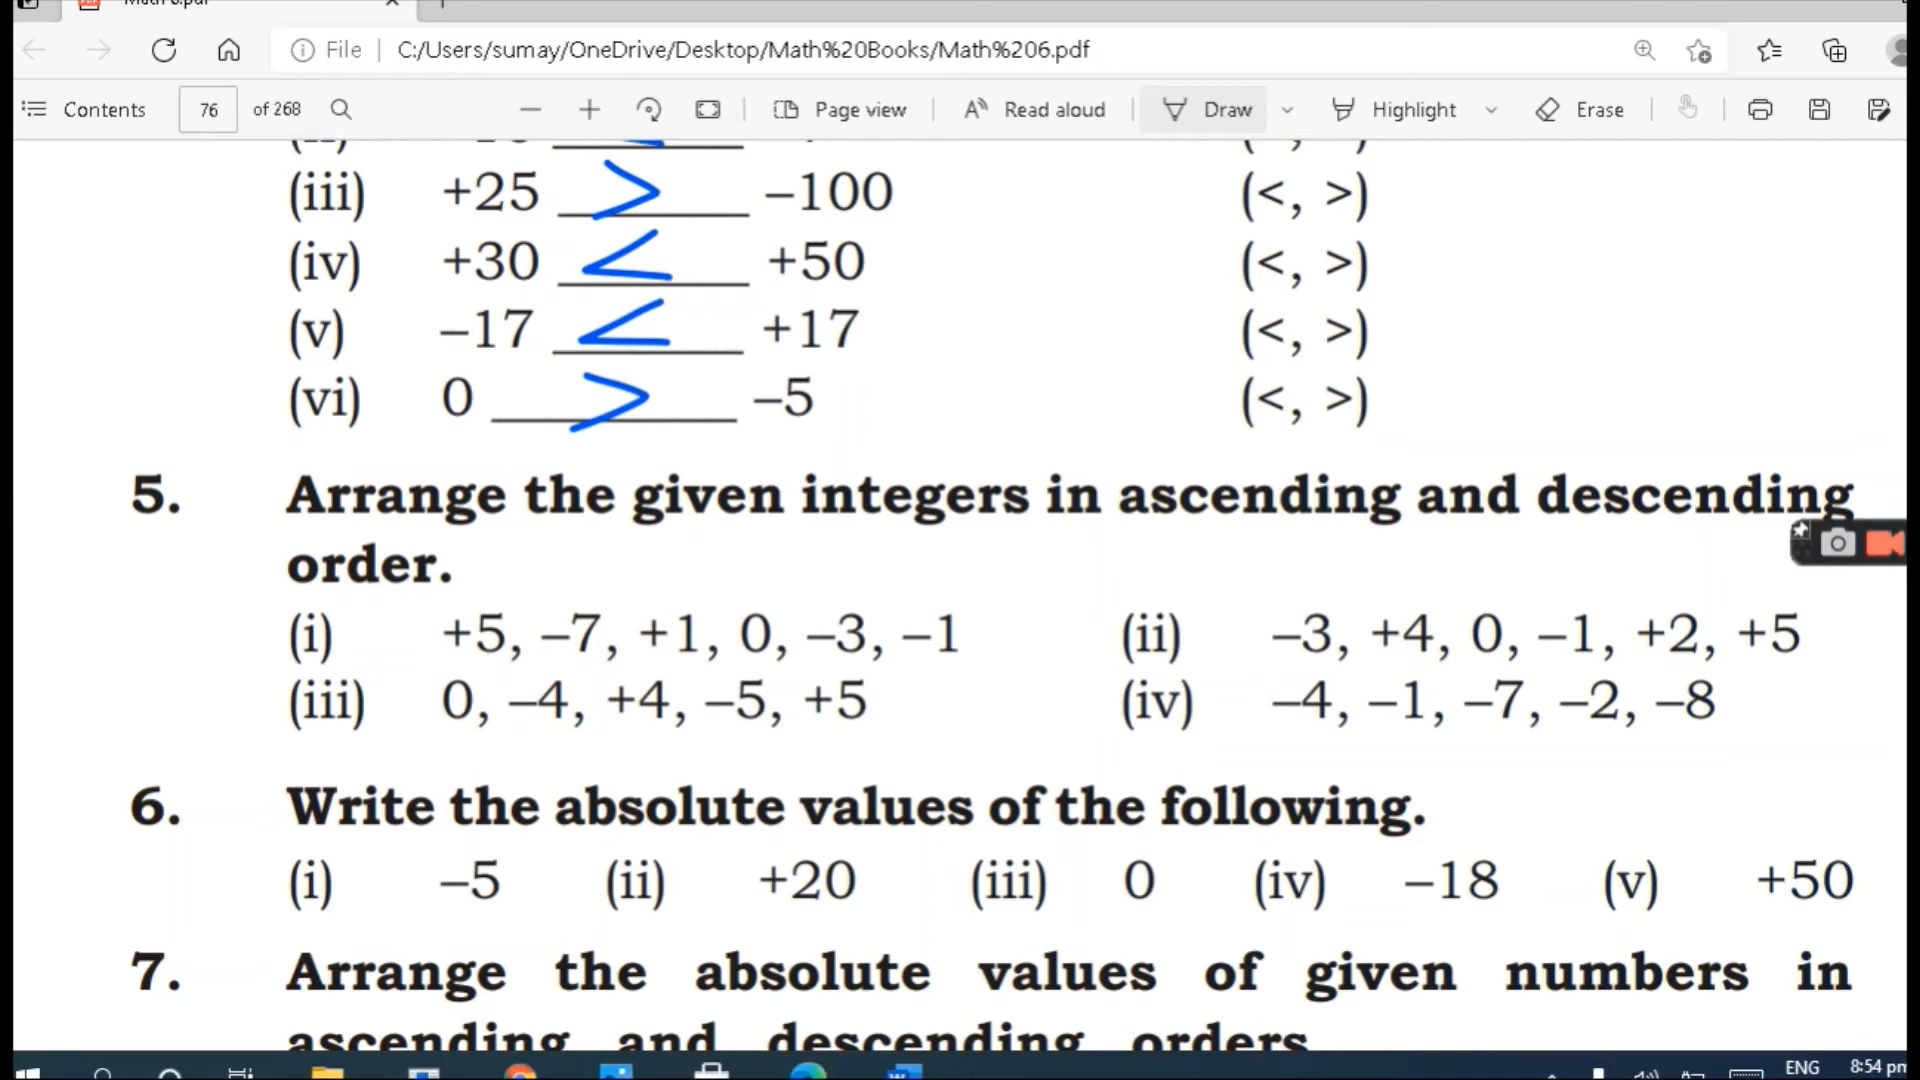 File | C:/Users/sumay/OneDrive/Desktop/Math%20Books/Math%206.pdf
Contents 76 of 268 Page view Read aloud Draw Highlight Erase
(iii) +25 > –100 (<, >)
(iv) +30 < +50 (<, >)
(v) –17 < +17 (<, >)
(vi) 0 > –5 (<, >)
5. Arrange the given integers in ascending and descending
order.
(i) +5, –7, +1, 0, –3, –1 (ii) –3, +4, 0, –1, +2, +5
(iii) 0, –4, +4, –5, +5 (iv) –4, –1, –7, –2, –8
6. Write the absolute values of the following.
(i) –5 (ii) +20 (iii) 0 (iv) –18 (v) +50
7. Arrange the absolute values of given numbers in
ascending and descending orders
ENG 8:54 pm